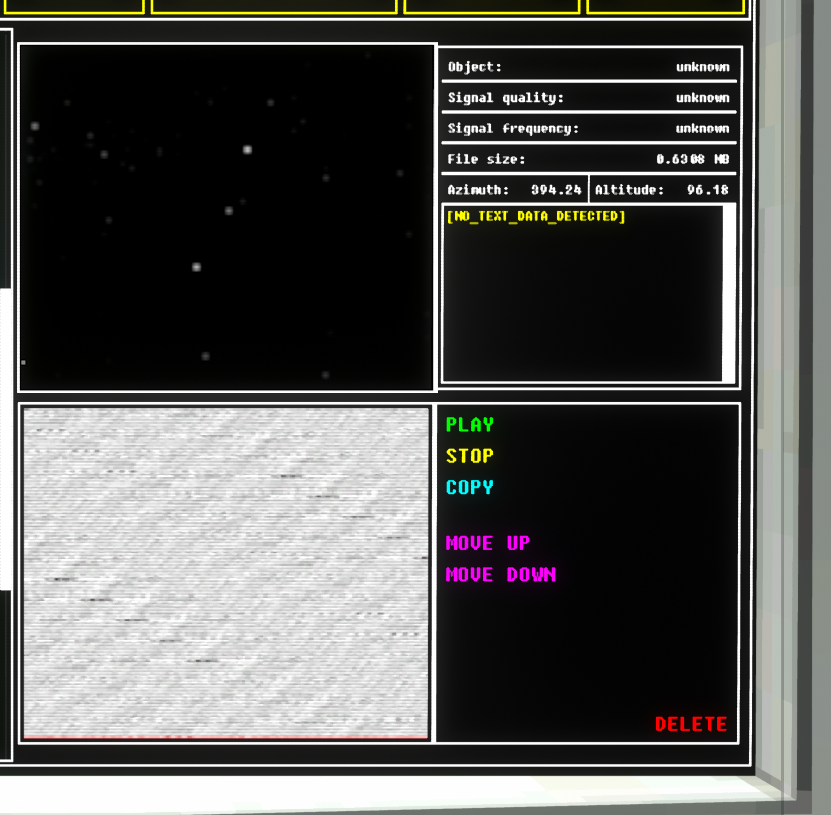 Object: unknown
Signal quality: unknown
Signal frequency: unknown
File size: 0.6308 MB
Azimuth: 394.24 Altitude: 96.18
[NO_TEXT_DATA_DETECTED]
PLAY
STOP
COPY
MOVE UP
MOVE DOWN
DELETE